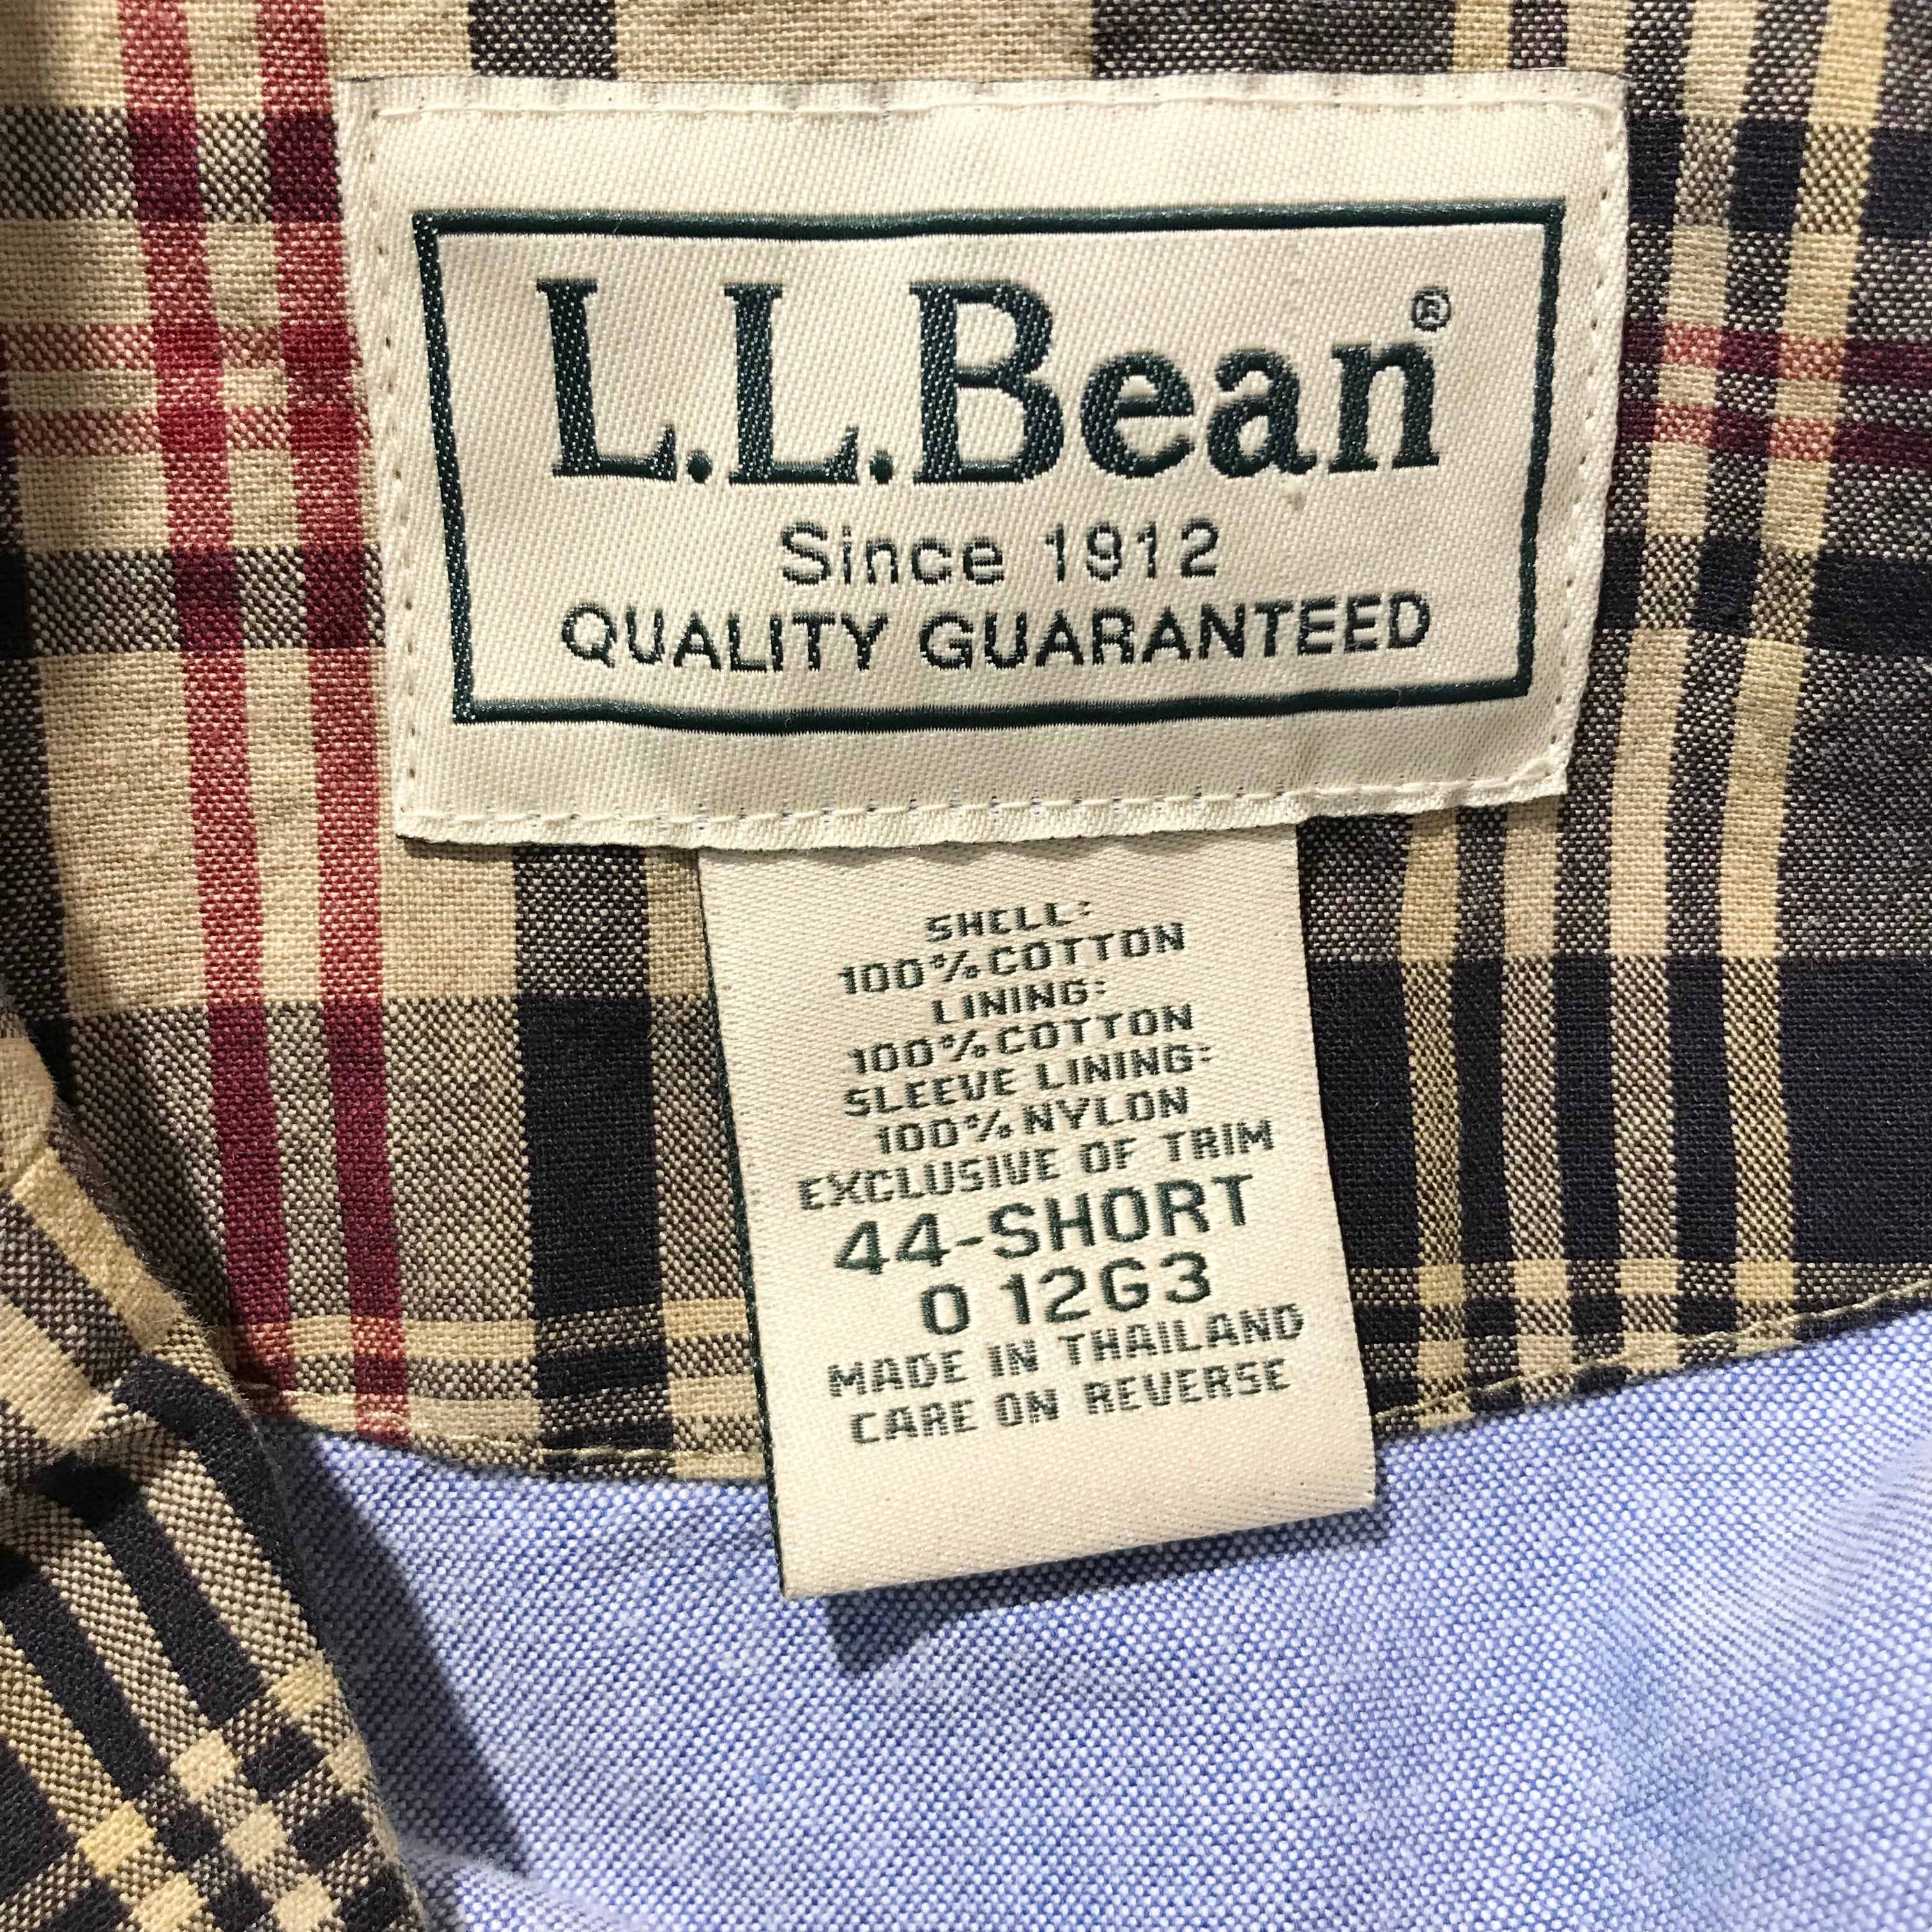 L.L.Bean®
Since 1912
QUALITY GUARANTEED
SHELL:
100% COTTON
LINING:
100% COTTON
SLEEVE LINING:
100% NYLON
EXCLUSIVE OF TRIM
44-SHORT
0 12G3
MADE IN THAILAND
CARE ON REVERSE